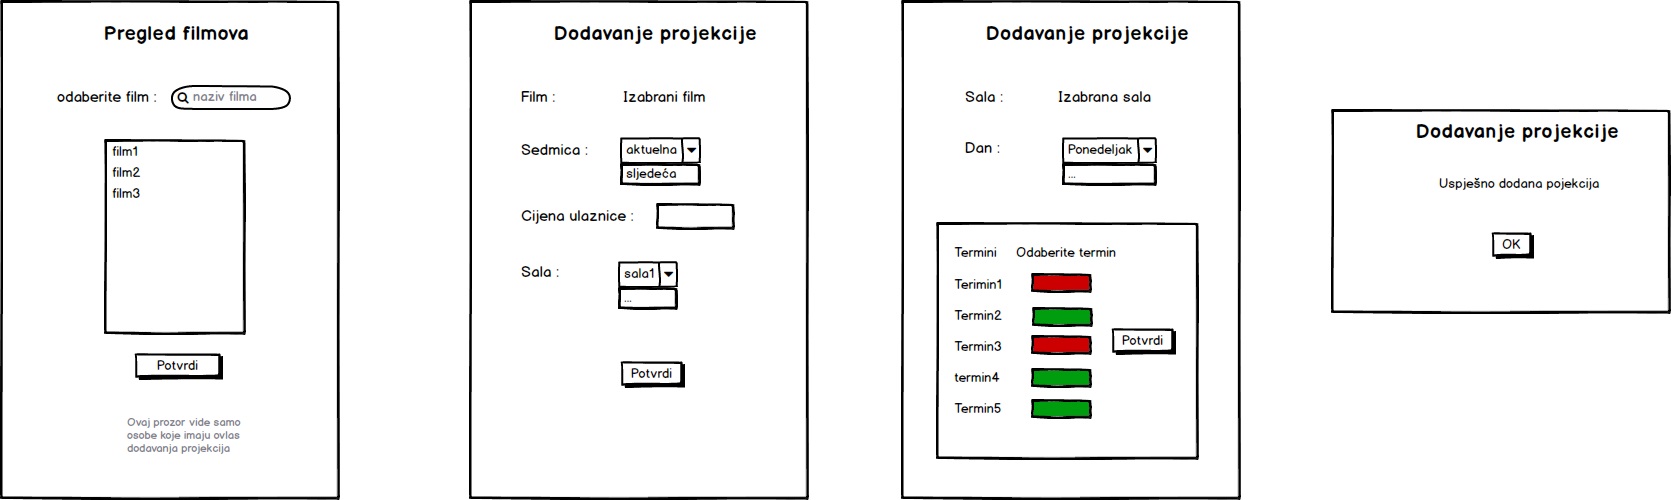 Pregled filmova
odaberite film : naziv filma
film1
film2
film3
Potvrdi
Ovaj prozor vide samo
osobe koje imaju ovlas
dodavanja projekcija
Dodavanje projekcije
Film : Izabrani film
Sedmica : aktuelna
sljedeća
Cijena ulaznice :
Sala : sala1
...
Potvrdi
Dodavanje projekcije
Sala : Izabrana sala
Dan : Ponedeljak
...
Termini Odaberite termin
Terimin1
Termin2
Termin3
Potvrdi
termin4
Termin5
Dodavanje projekcije
Uspješno dodana pojekcija
OK